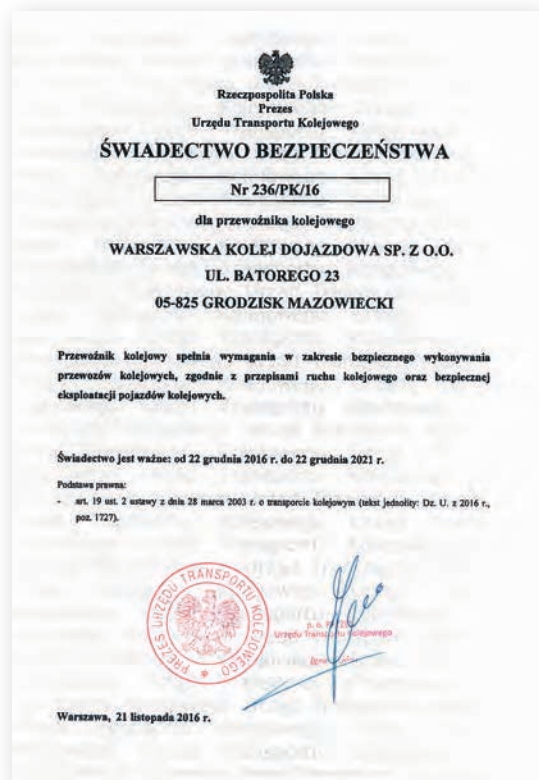 Rzeczpospolita Polska
Prezes
Urzędu Transportu Kolejowego
ŚWIADECTWO BEZPIECZEŃSTWA
Nr 236/PK/16
dla przewoźnika kolejowego
WARSZAWSKA KOLEJ DOJAZDOWA SP. Z O.O.
UL. BATOREGO 23
05-825 GRODZISK MAZOWIECKI
Przewoźnik kolejowy spełnia wymagania w zakresie bezpiecznego wykonywania
przewozów kolejowych, zgodnie z przepisami ruchu kolejowego oraz bezpiecznej
eksploatacji pojazdów kolejowych.
Świadectwo jest ważne: od 22 grudnia 2016 r. do 22 grudnia 2021 r.
Podstawa prawna:
- art. 19 ust. 2 ustawy z dnia 28 marca 2003 r. o transporcie kolejowym (tekst jednolity: Dz. U. z 2016 r.,
poz. 1727).
PREZES URZĘDU TRANSPORTU KOLEJOWEGO
p. o.
Urzędu Transportu Kolejowego
Warszawa, 21 listopada 2016 r.